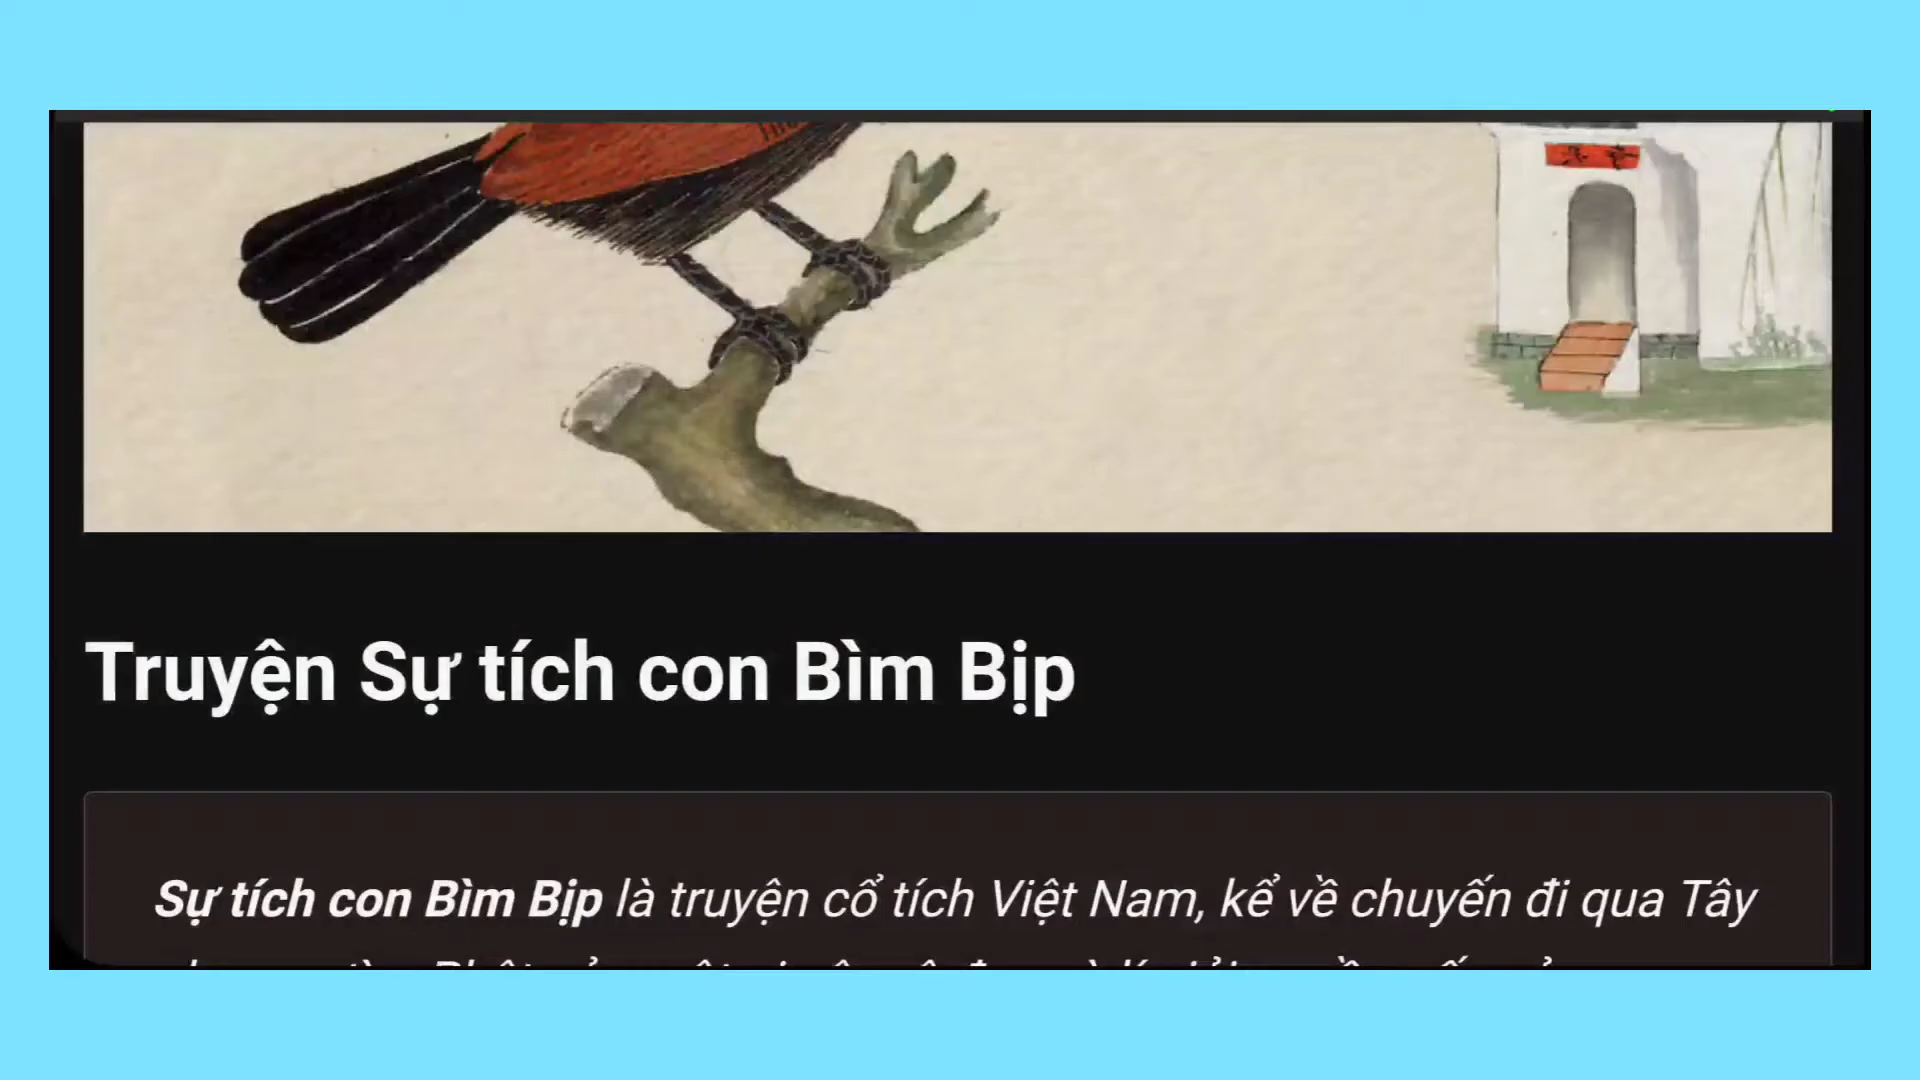 Truyện Sự tích con Bìm Bịp
Sự tích con Bìm Bịp là truyện cổ tích Việt Nam, kể về chuyến đi qua Tây